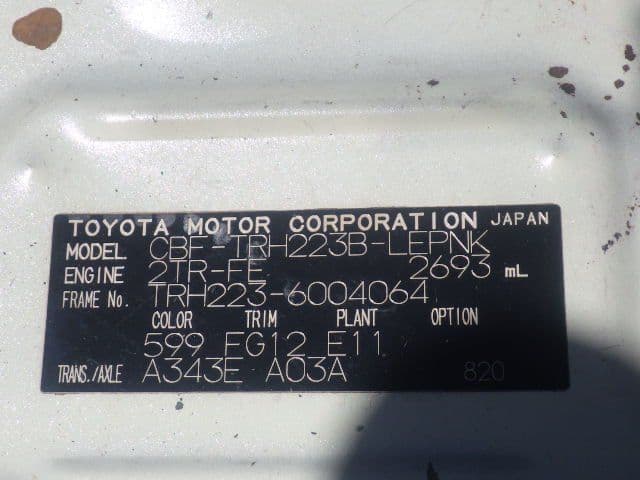 TOYOTA MOTOR CORPORATION JAPAN
MODEL. CBF-TRH223B-LEPNK
ENGINE 2TR-FE 2693 mL
FRAME No. TRH223-6004064
COLOR TRIM PLANT OPTION
599 FG12 E11
TRANS./AXLE A343E A03A 820